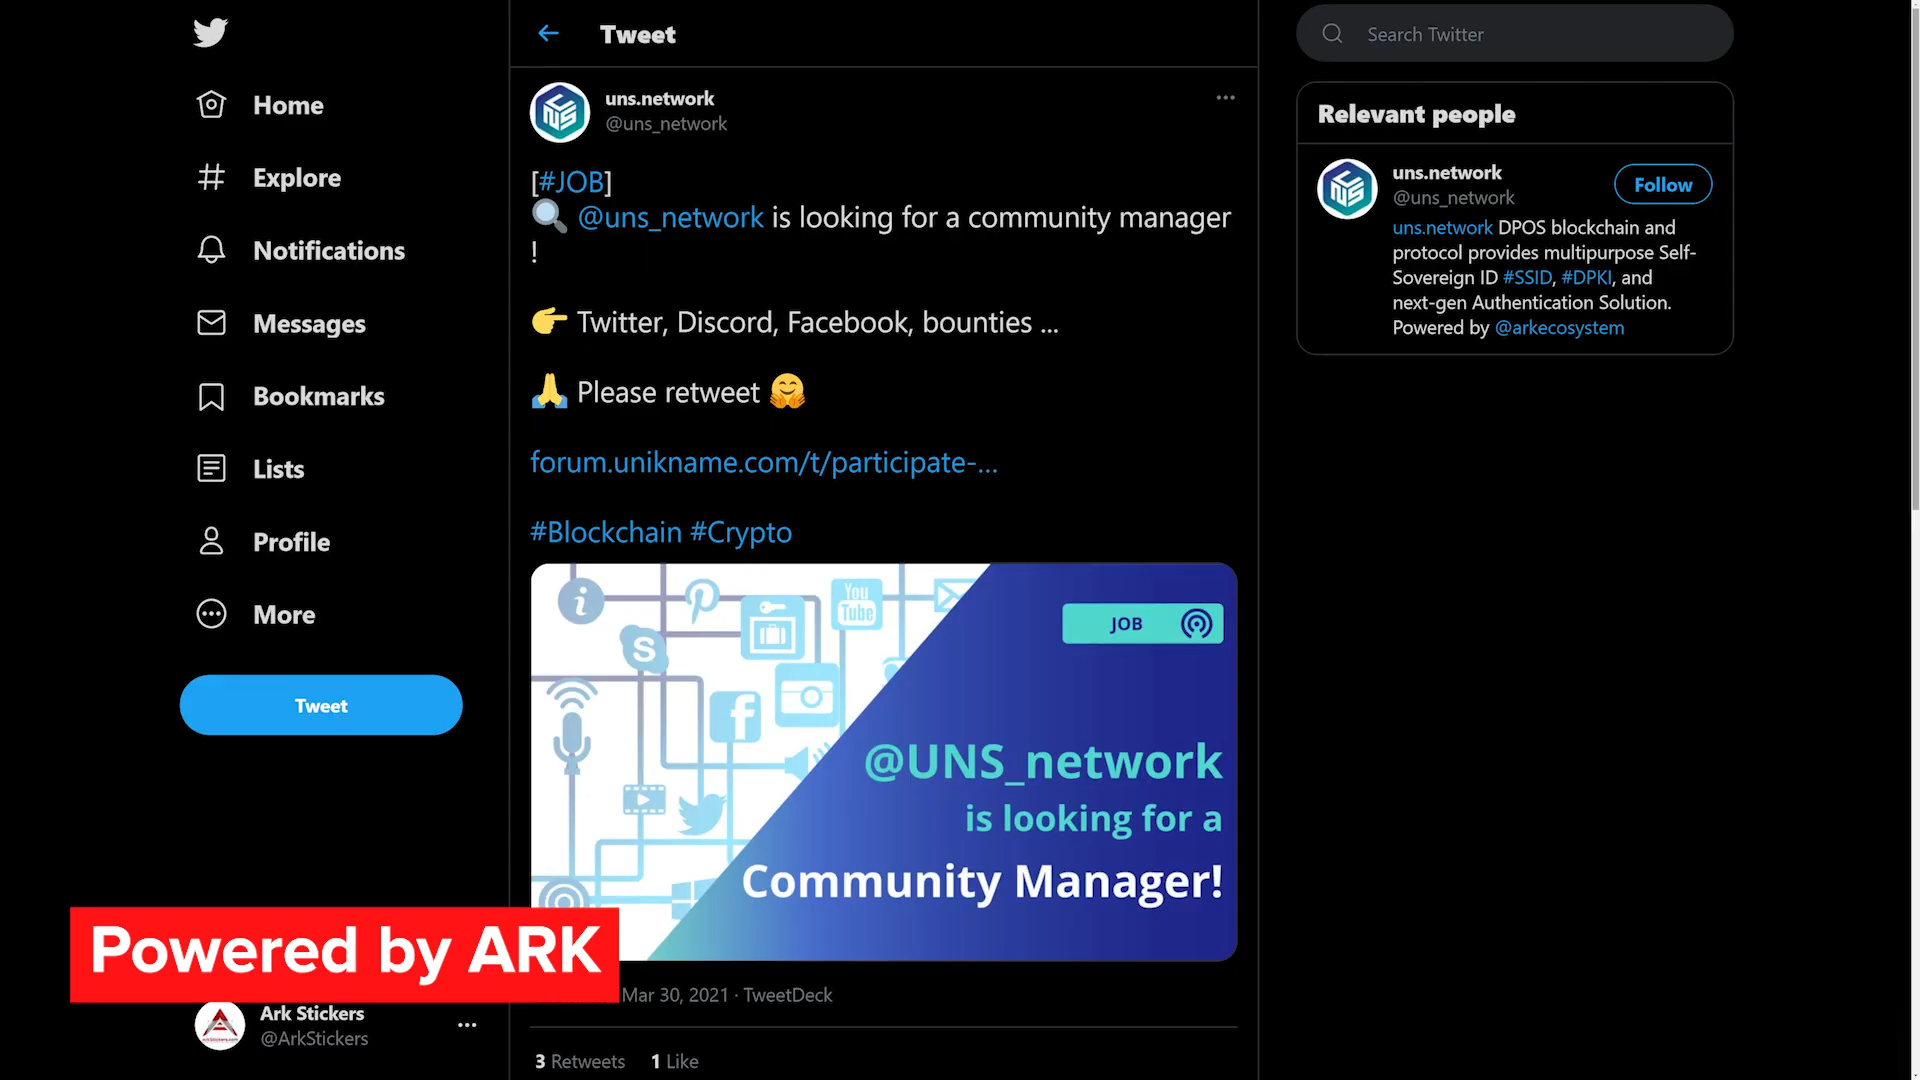 Home
Explore
Notifications
Messages
Bookmarks
Lists
Profile
More
Tweet
Powered by ARK
Ark Stickers
@ArkStickers
Tweet
uns.network
@uns_network
[#JOB]
@uns_network is looking for a community manager
!
Twitter, Discord, Facebook, bounties ...
Please retweet
forum.unikname.com/t/participate-...
#Blockchain #Crypto
You
Tube
JOB
@UNS_network
is looking for a
Community Manager!
Mar 30, 2021 · TweetDeck
3 Retweets 1 Like
Search Twitter
Relevant people
uns.network
@uns_network
Follow
uns.network DPOS blockchain and
protocol provides multipurpose Self-
Sovereign ID #SSID, #DPKI, and
next-gen Authentication Solution.
Powered by @arkecosystem